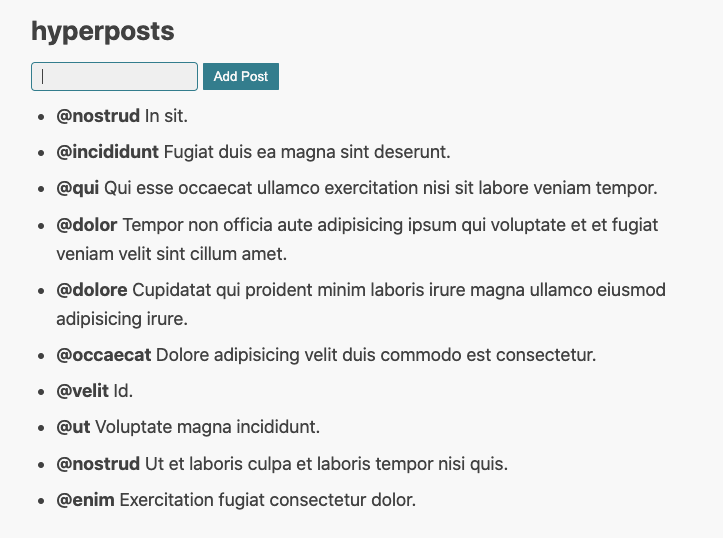 hyperposts
Add Post
@nostrud In sit.
@incididunt Fugiat duis ea magna sint deserunt.
@qui Qui esse occaecat ullamco exercitation nisi sit labore veniam tempor.
@dolor Tempor non officia aute adipisicing ipsum qui voluptate et et fugiat
veniam velit sint cillum amet.
@dolore Cupidatat qui proident minim laboris irure magna ullamco eiusmod
adipisicing irure.
@occaecat Dolore adipisicing velit duis commodo est consectetur.
@velit Id.
@ut Voluptate magna incididunt.
@nostrud Ut et laboris culpa et laboris tempor nisi quis.
@enim Exercitation fugiat consectetur dolor.